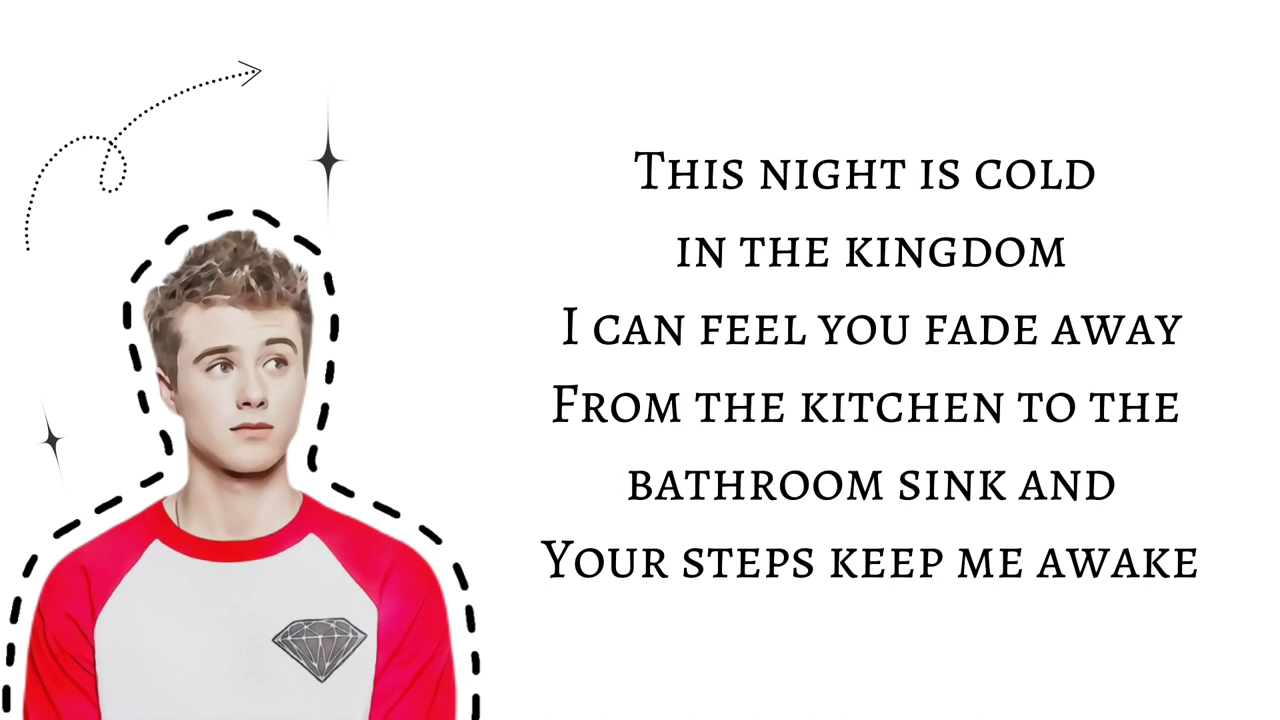 This night is cold
in the kingdom
I can feel you fade away
From the kitchen to the
bathroom sink and
Your steps keep me awake